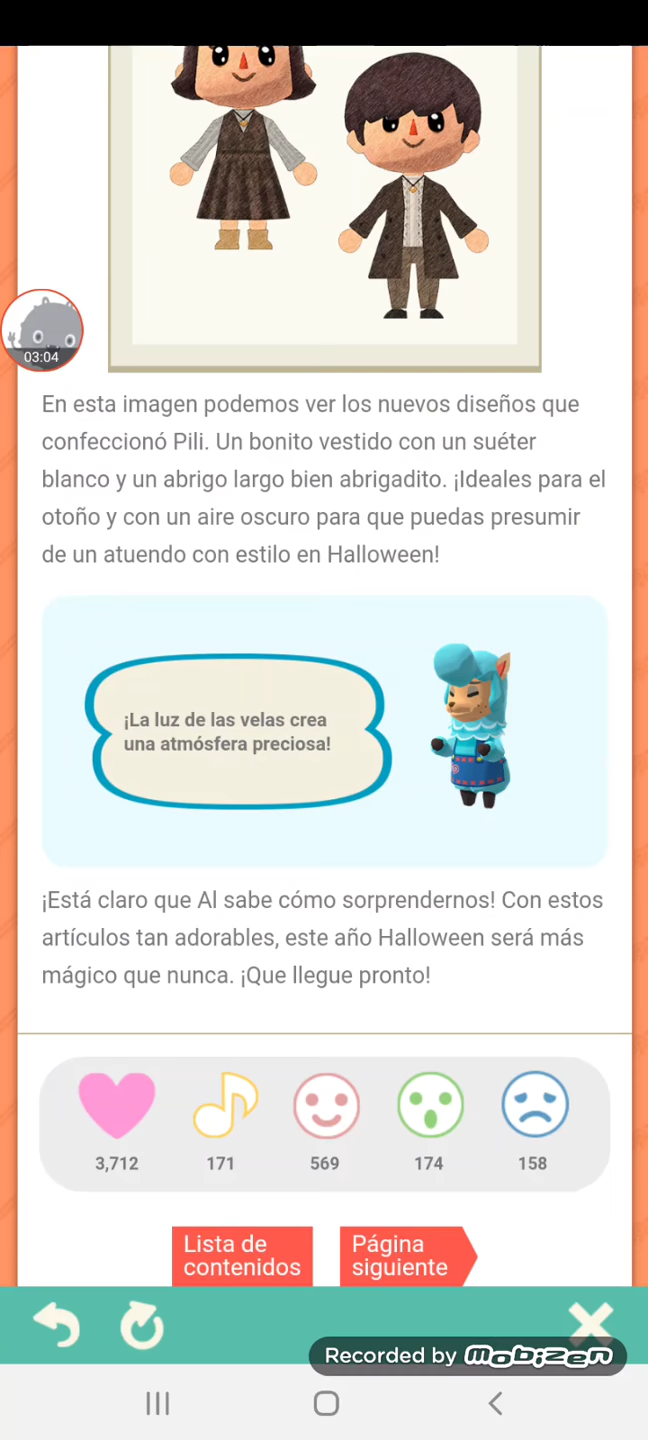 03:04
En esta imagen podemos ver los nuevos diseños que
confeccionó Pili. Un bonito vestido con un suéter
blanco y un abrigo largo bien abrigadito. ¡Ideales para el
otoño y con un aire oscuro para que puedas presumir
de un atuendo con estilo en Halloween!
¡La luz de las velas crea
una atmósfera preciosa!
¡Está claro que Al sabe cómo sorprendernos! Con estos
artículos tan adorables, este año Halloween será más
mágico que nunca. ¡Que llegue pronto!
3,712 171 569 174 158
Lista de
contenidos
Página
siguiente
Recorded by mobizen